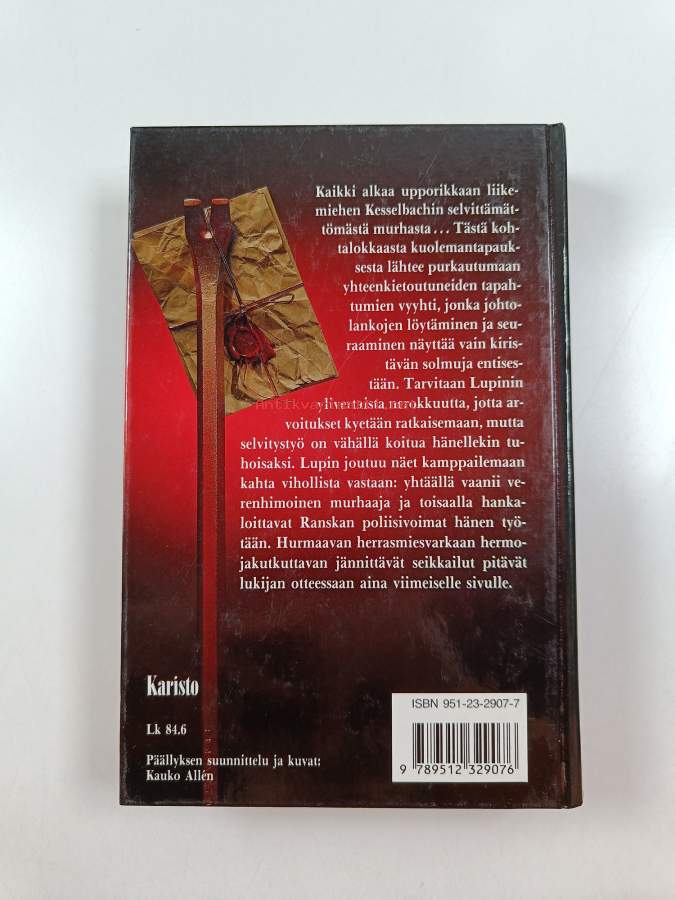 Kaikki alkaa upporikkaan liike-
miehen Kesselbachin selvittämät-
tömästä murhasta... Tästä koh-
talokkaasta kuolemantapauk-
sesta lähtee purkautumaan
yhteenkietoutuneiden tapah-
tumien vyyhti, jonka johto-
lankojen löytäminen ja seu-
raaminen näyttää vain kiris-
tävän solmuja entises-
tään. Tarvitaan Lupinin
ylivertaista nerokkuutta, jotta ar-
voitukset kyetään ratkaisemaan, mutta
selvitystyö on vähällä koitua hänellekin tu-
hoisaksi. Lupin joutuu näet kamppailemaan
kahta vihollista vastaan: yhtäällä vaanii ve-
renhimoinen murhaaja ja toisaalla hanka-
loittavat Ranskan poliisivoimat hänen työ-
tään. Hurmaavan herrasmiesvarkaan hermo-
jakutkuttavan jännittävät seikkailut pitävät
lukijan otteessaan aina viimeiselle sivulle.
Karisto
Lk 84.6
Päällyksen suunnittelu ja kuvat:
Kauko Allén
ISBN 951-23-2907-7
9 789512 329076